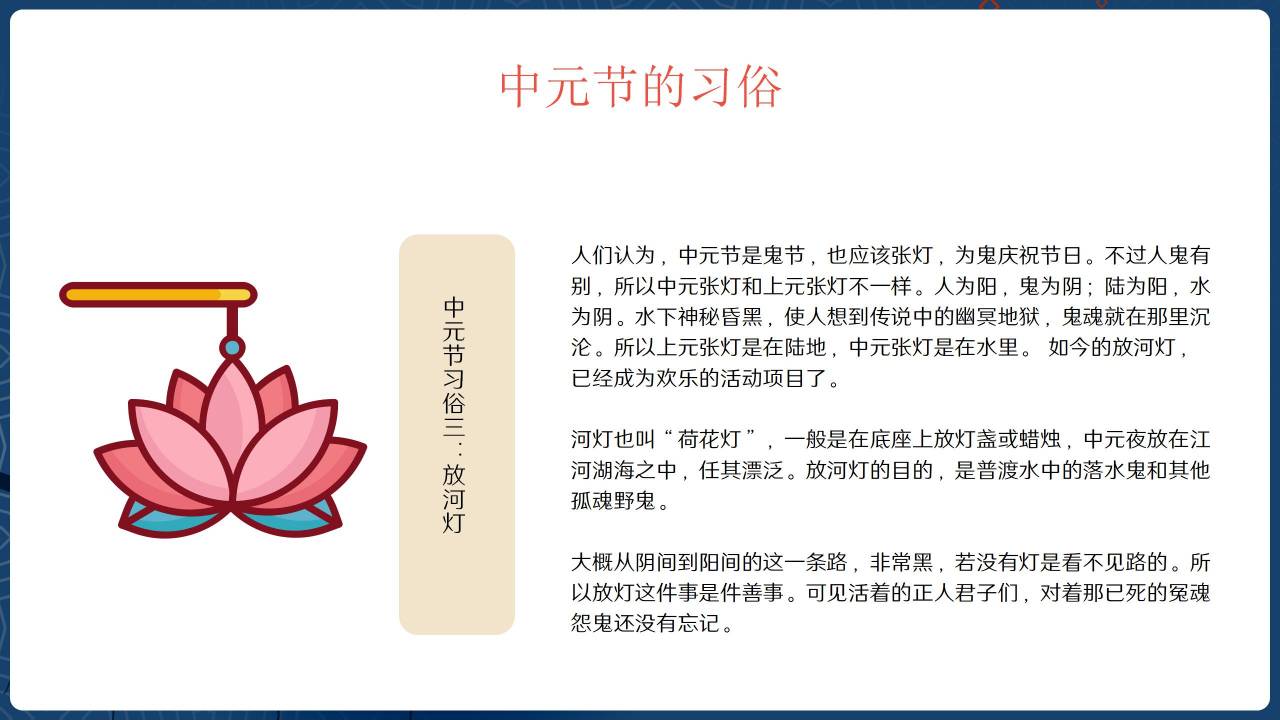 中元节的习俗
中元节习俗三：放河灯
人们认为，中元节是鬼节，也应该张灯，为鬼庆祝节日。不过人鬼有
别，所以中元张灯和上元张灯不一样。人为阳，鬼为阴；陆为阳，水
为阴。水下神秘昏黑，使人想到传说中的幽冥地狱，鬼魂就在那里沉
沦。所以上元张灯是在陆地，中元张灯是在水里。 如今的放河灯，
已经成为欢乐的活动项目了。
河灯也叫“荷花灯”，一般是在底座上放灯盏或蜡烛，中元夜放在江
河湖海之中，任其漂泛。放河灯的目的，是普渡水中的落水鬼和其他
孤魂野鬼。
大概从阴间到阳间的这一条路，非常黑，若没有灯是看不见路的。所
以放灯这件事是件善事。可见活着的正人君子们，对着那已死的冤魂
怨鬼还没有忘记。